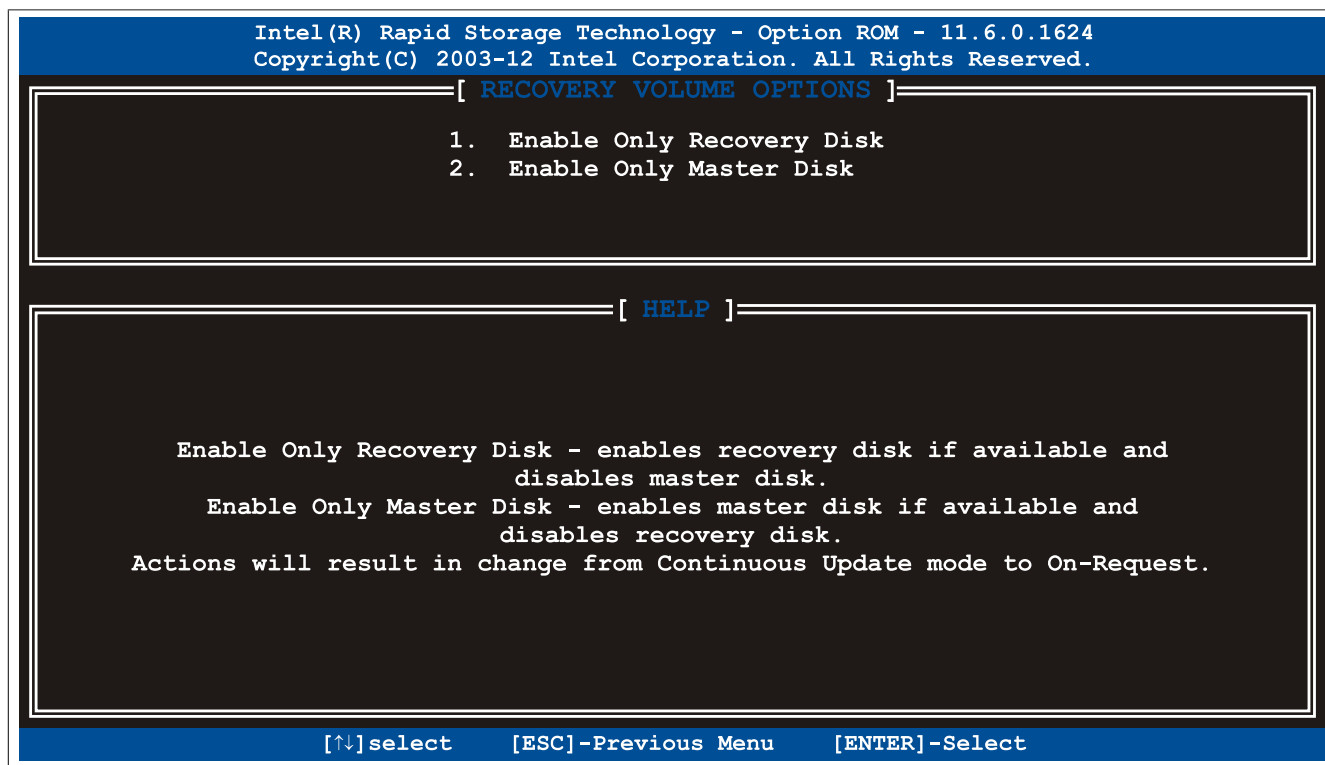 Intel(R) Rapid Storage Technology - Option ROM - 11.6.0.1624
Copyright(C) 2003-12 Intel Corporation. All Rights Reserved.
[ RECOVERY VOLUME OPTIONS ]
1. Enable Only Recovery Disk
2. Enable Only Master Disk
[ HELP ]
Enable Only Recovery Disk - enables recovery disk if available and
disables master disk.
Enable Only Master Disk - enables master disk if available and
disables recovery disk.
Actions will result in change from Continuous Update mode to On-Request.
[↑↓]select [ESC]-Previous Menu [ENTER]-Select